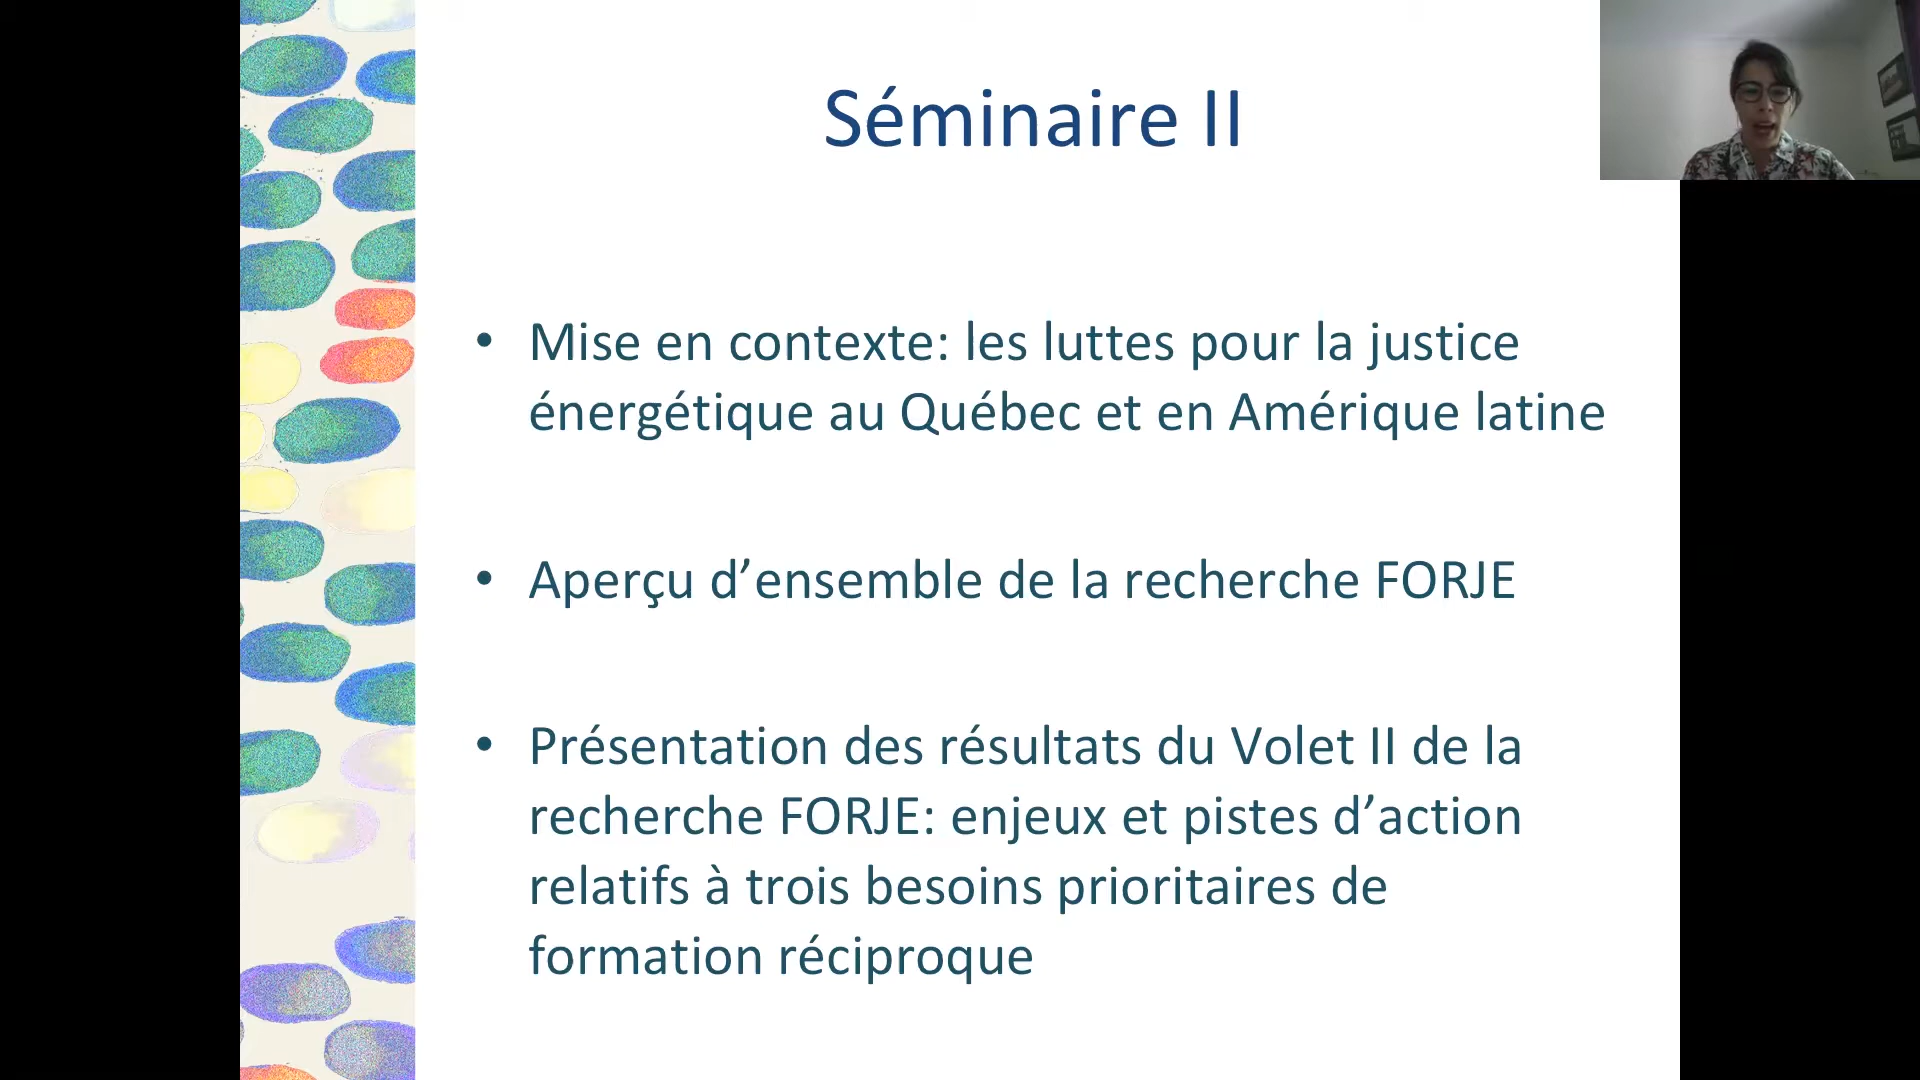 Séminaire II
• Mise en contexte: les luttes pour la justice
énergétique au Québec et en Amérique latine
• Aperçu d’ensemble de la recherche FORJE
• Présentation des résultats du Volet II de la
recherche FORJE: enjeux et pistes d’action
relatifs à trois besoins prioritaires de
formation réciproque